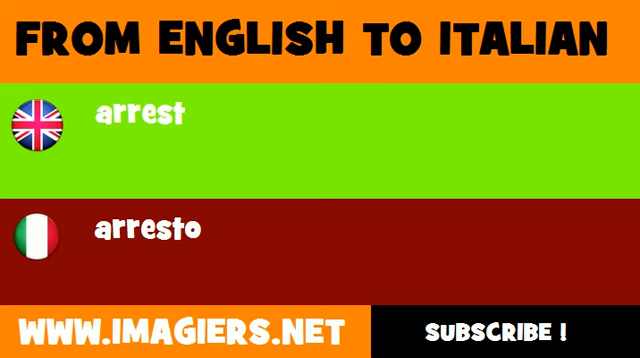 FROM ENGLISH TO ITALIAN
arrest
arresto
WWW.IMAGIERS.NET
SUBSCRIBE !